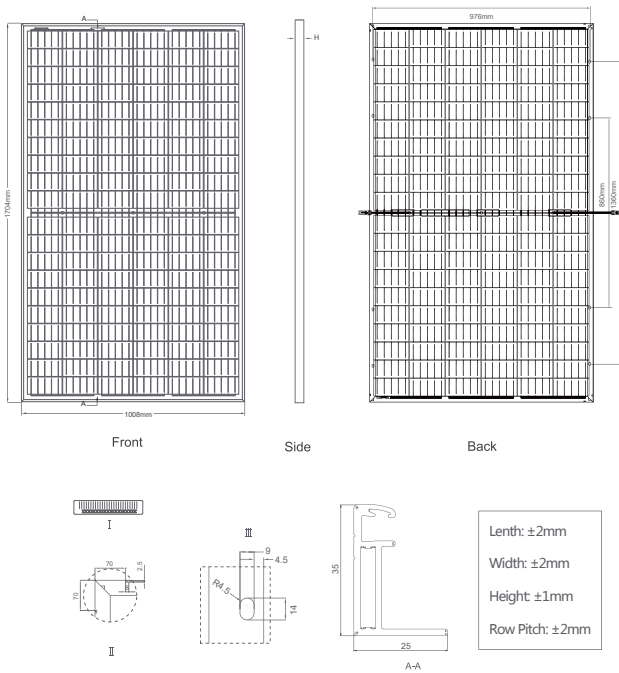 A
A
1704mm
1008mm
Front
H
Side
976mm
860mm
1360mm
Back
I
70
2.5
70
II
III
9
4.5
R4.5
14
35
25
A-A
Lenth: ±2mm
Width: ±2mm
Height: ±1mm
Row Pitch: ±2mm